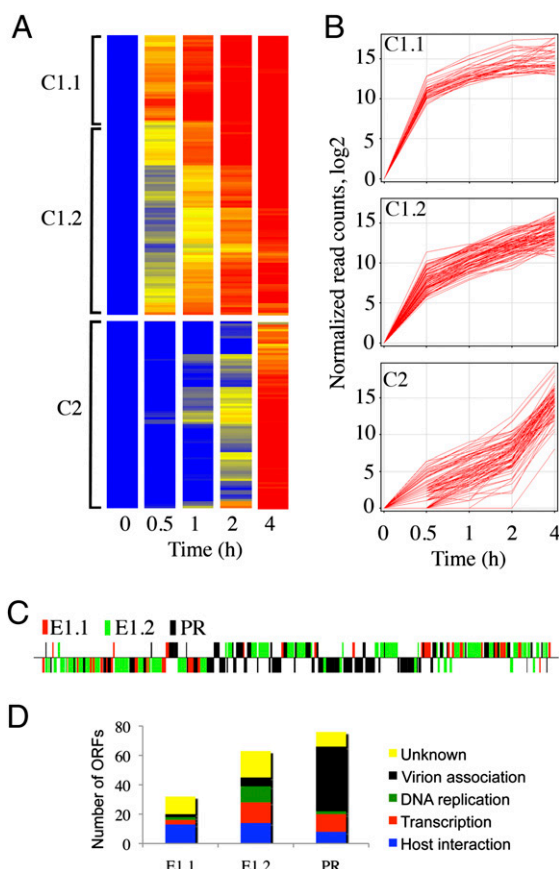 A
C1.1
C1.2
C2
0 0.5 1 2 4
Time (h)
B
Normalized read counts, log2
C1.1
15
10
5
0
C1.2
15
10
5
0
C2
15
10
5
0
0 0.5 1 2 4
Time (h)
C
E1.1 E1.2 PR
D
Number of ORFs
80
60
40
20
0
E1.1 E1.2 PR
Unknown
Virion association
DNA replication
Transcription
Host interaction